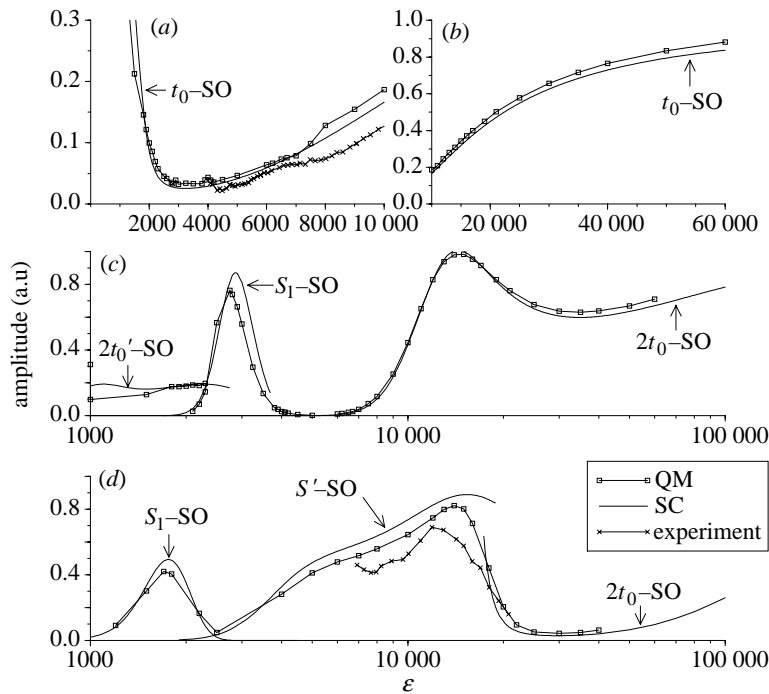 (a)
0.3
0.2
0.1
0.0
t0–SO
2000 4000 6000 8000 10 000
(b)
1.0
0.8
0.6
0.4
0.2
0.0
t0–SO
20 000 40 000 60 000
amplitude (a.u)
(c)
0.8
0.4
0.0
2t0′–SO
S1–SO
2t0–SO
1000 10 000 100 000
(d)
0.8
0.4
0.0
S1–SO
S′–SO
2t0–SO
QM
SC
experiment
1000 10 000 100 000
ε